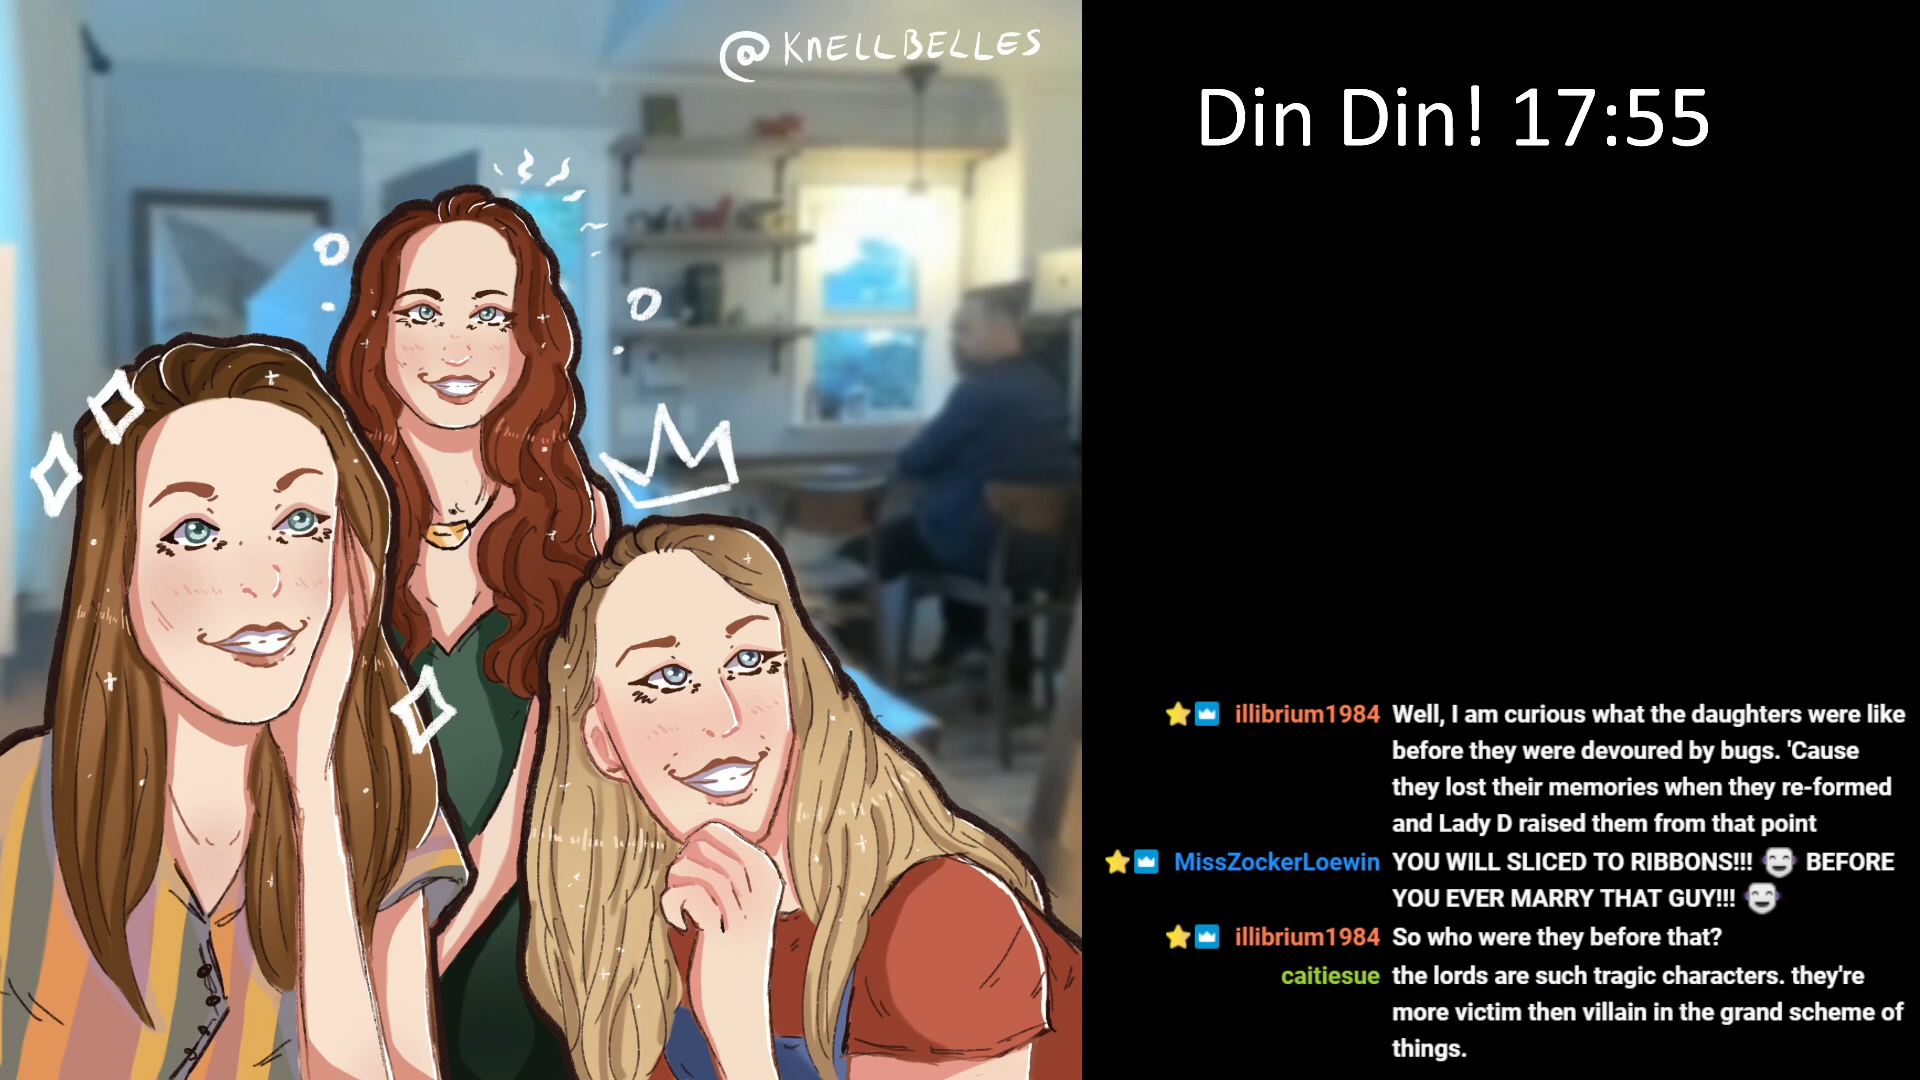 @KNELLBELLES
Din Din! 17:55
illibrium1984 Well, I am curious what the daughters were like
before they were devoured by bugs. 'Cause
they lost their memories when they re-formed
and Lady D raised them from that point
MissZockerLoewin YOU WILL SLICED TO RIBBONS!!! BEFORE
YOU EVER MARRY THAT GUY!!!
illibrium1984 So who were they before that?
caitiesue the lords are such tragic characters. they're
more victim then villain in the grand scheme of
things.